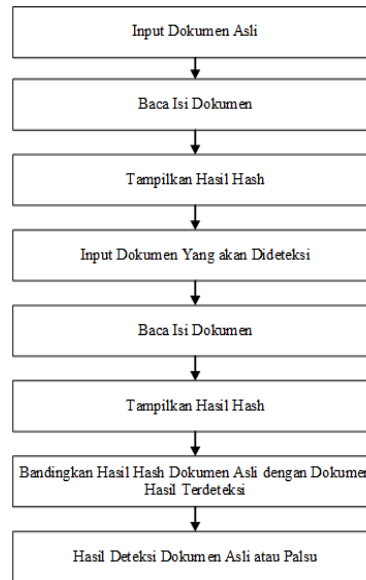 Input Dokumen Asli
Baca Isi Dokumen
Tampilkan Hasil Hash
Input Dokumen Yang akan Dideteksi
Baca Isi Dokumen
Tampilkan Hasil Hash
Bandingkan Hasil Hash Dokumen Asli dengan Dokumen
Hasil Terdeteksi
Hasil Deteksi Dokumen Asli atau Palsu